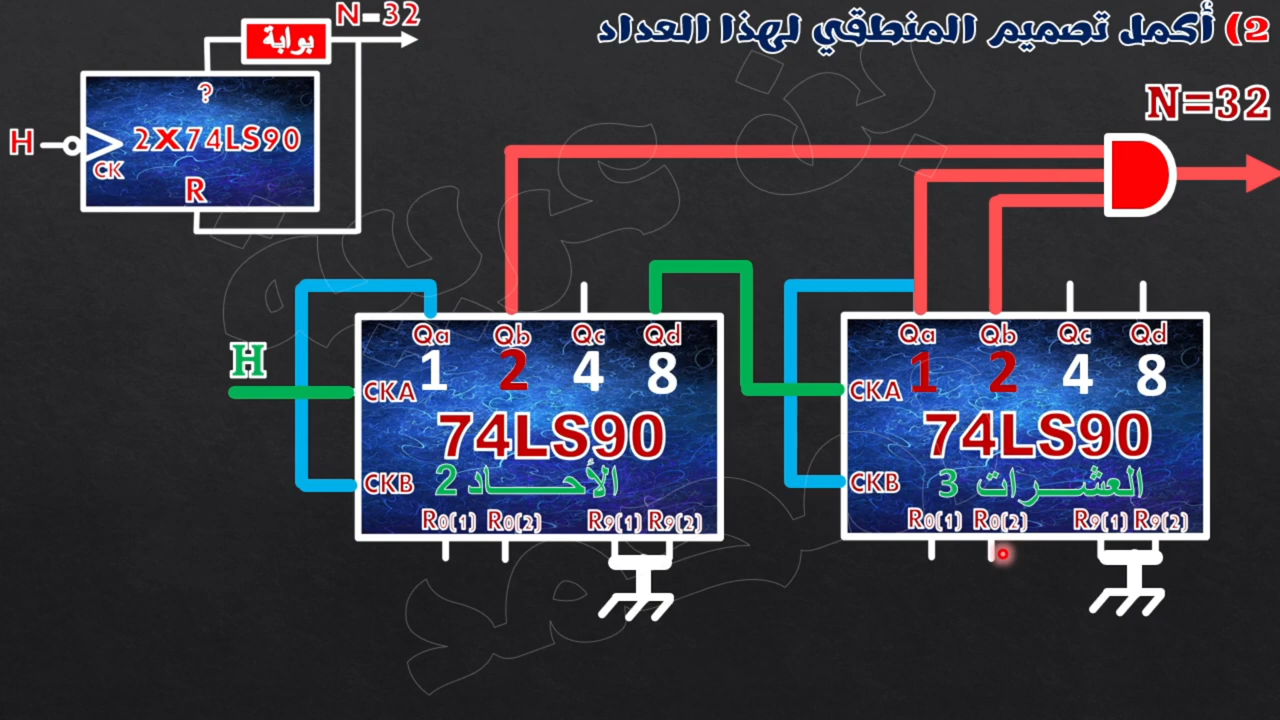 2) أكمل تصميم المنطقي لهذا العداد
N=32
بوابة
N=32
?
H
CK
2X74LS90
R
H
Qa Qb Qc Qd
1 2 4 8
CKA
74LS90
CKB
الأحـــاد 2
R0(1) R0(2) R9(1) R9(2)
Qa Qb Qc Qd
1 2 4 8
CKA
74LS90
CKB
العشـــرات 3
R0(1) R0(2) R9(1) R9(2)